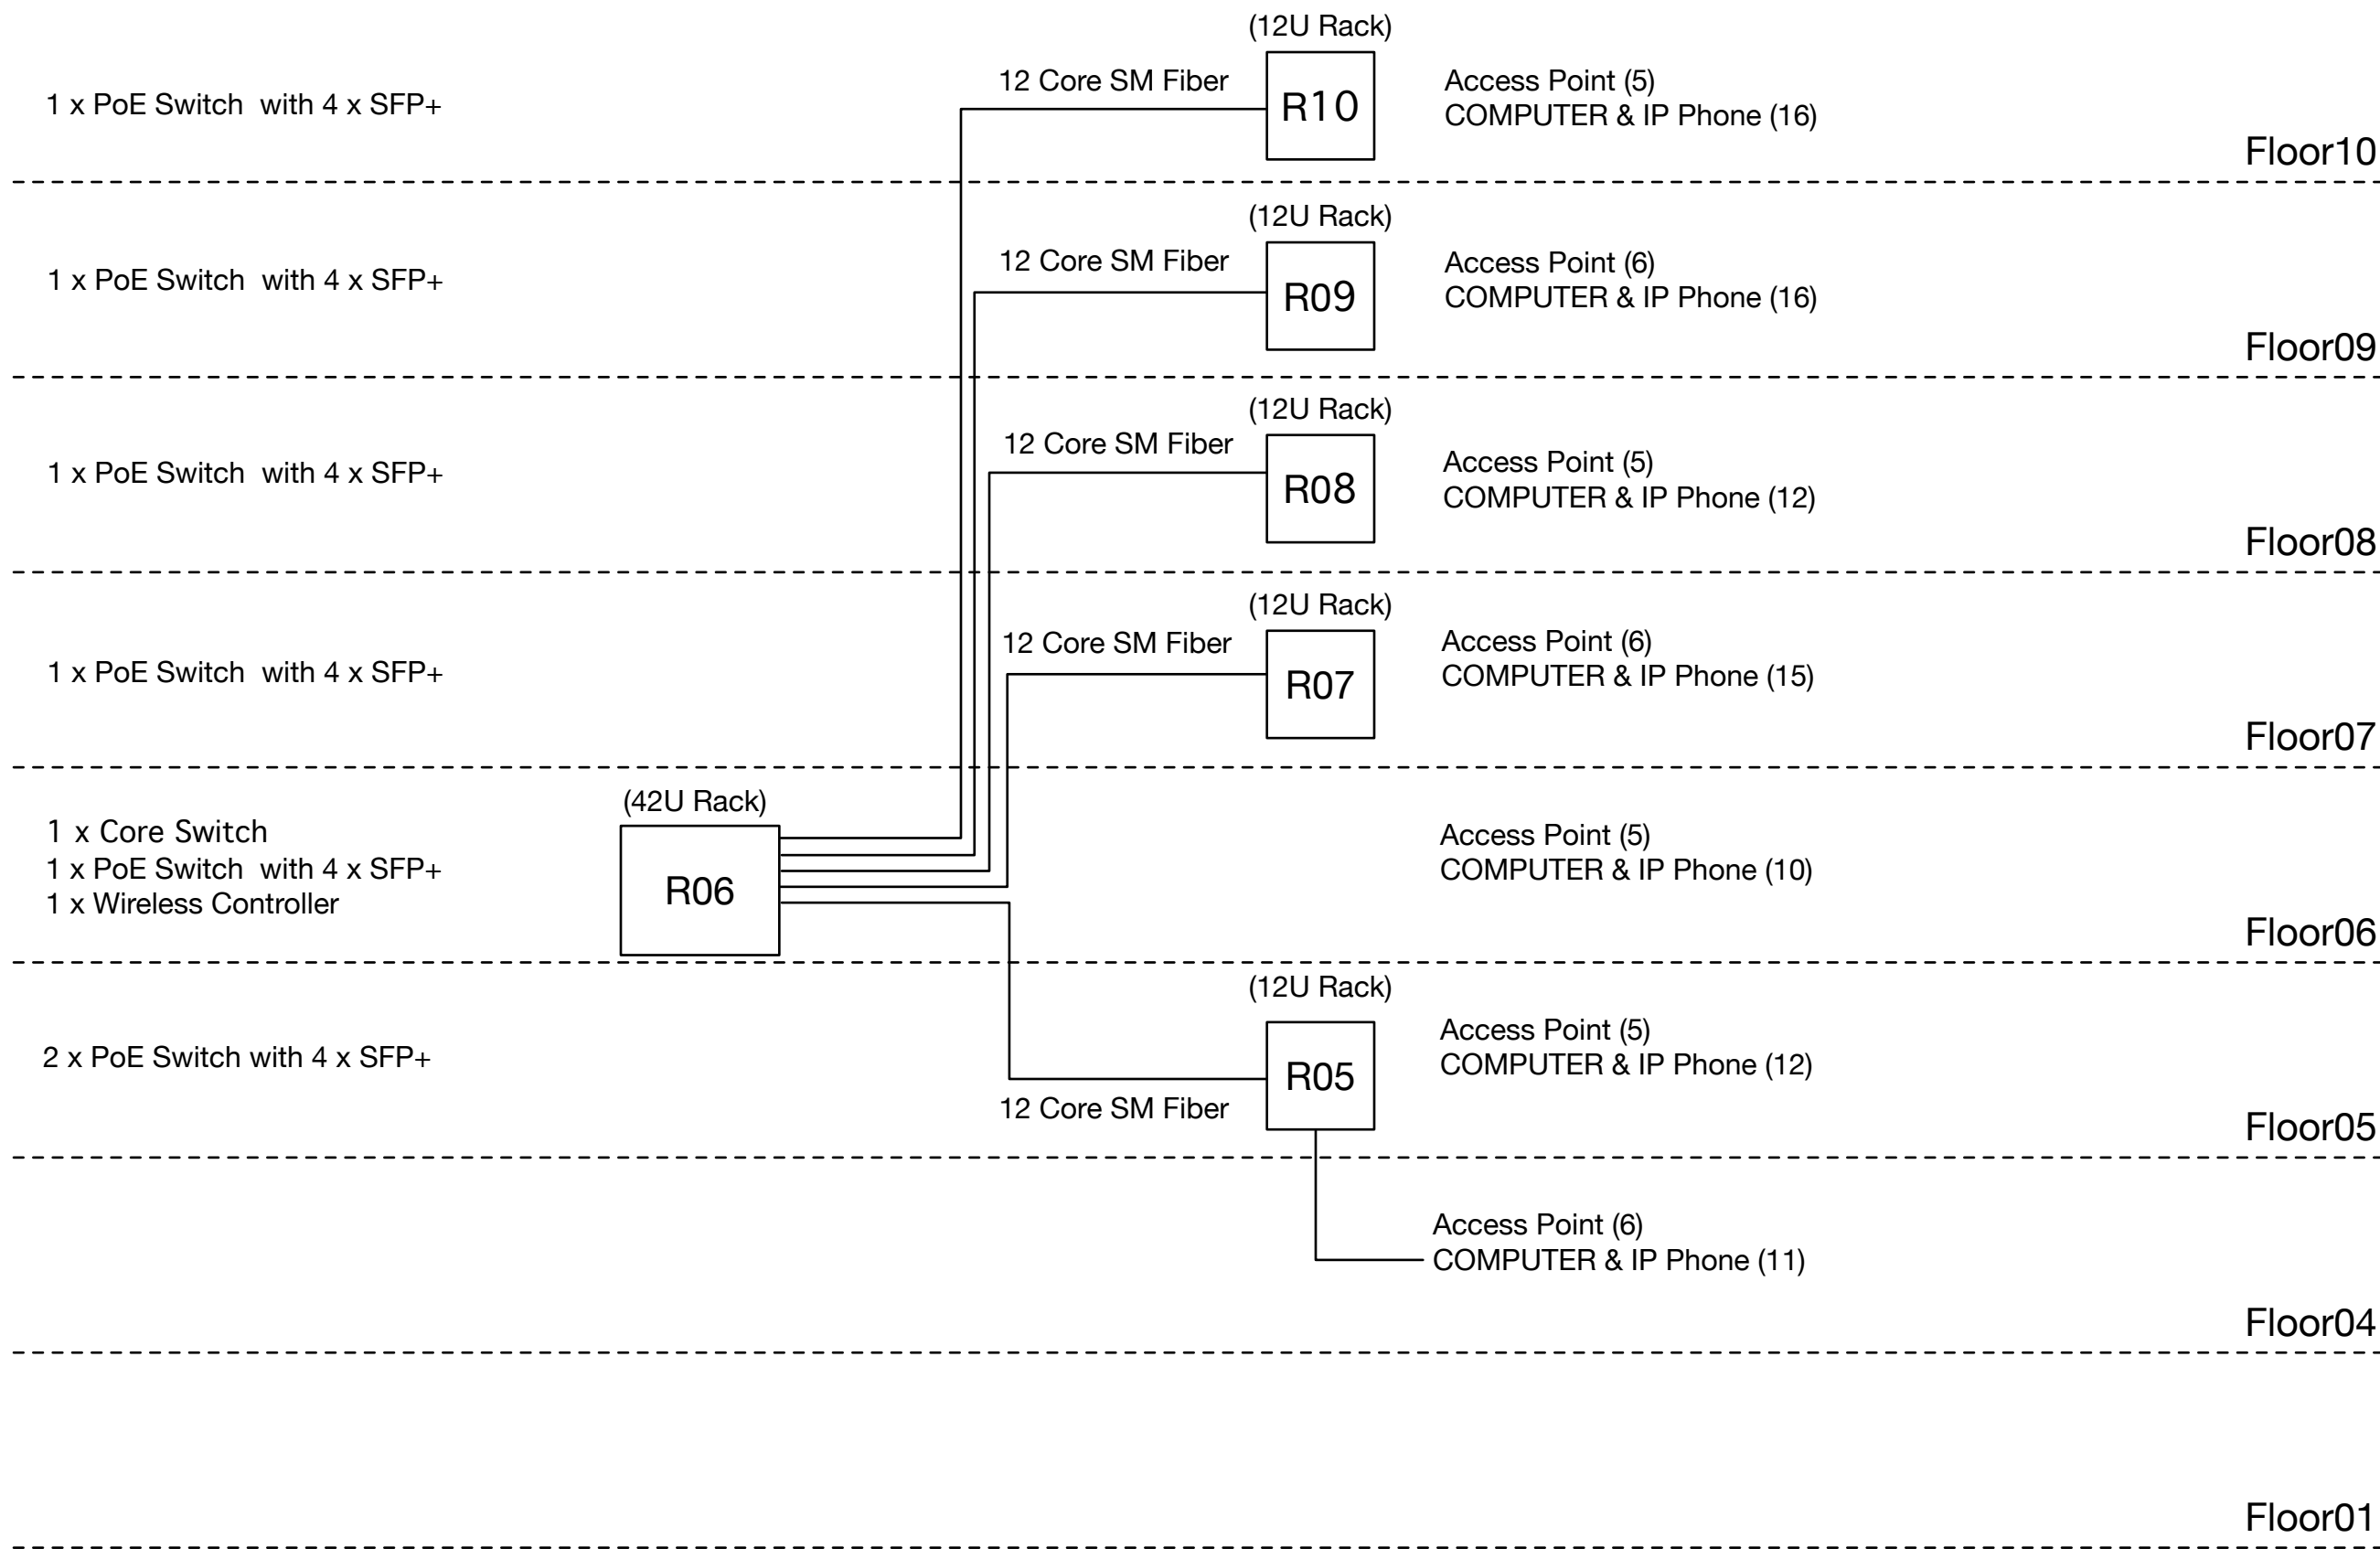 (12U Rack)
12 Core SM Fiber
1 x PoE Switch  with 4 x SFP+
R10
Access Point (5)
COMPUTER & IP Phone (16)
Floor10
(12U Rack)
12 Core SM Fiber
1 x PoE Switch  with 4 x SFP+
R09
Access Point (6)
COMPUTER & IP Phone (16)
Floor09
(12U Rack)
12 Core SM Fiber
1 x PoE Switch  with 4 x SFP+
R08
Access Point (5)
COMPUTER & IP Phone (12)
Floor08
(12U Rack)
12 Core SM Fiber
1 x PoE Switch  with 4 x SFP+
R07
Access Point (6)
COMPUTER & IP Phone (15)
Floor07
(42U Rack)
1 x Core Switch
1 x PoE Switch  with 4 x SFP+
1 x Wireless Controller
R06
Access Point (5)
COMPUTER & IP Phone (10)
Floor06
(12U Rack)
2 x PoE Switch with 4 x SFP+
R05
12 Core SM Fiber
Access Point (5)
COMPUTER & IP Phone (12)
Floor05
Access Point (6)
COMPUTER & IP Phone (11)
Floor04
Floor01